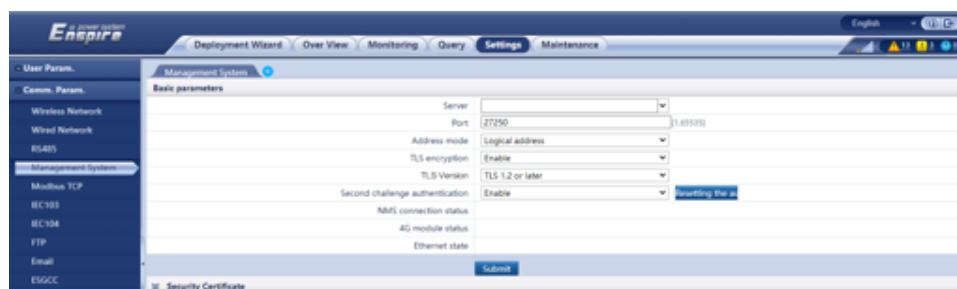 e-power system
Enspire
English
Deployment Wizard Over View Monitoring Query Settings Maintenance
User Param.
Comm. Param.
Wireless Network
Wired Network
RS485
Management System
Modbus TCP
IEC103
IEC104
FTP
Email
ESGCC
Management System
Basic parameters
Server
Port 27250 [1,65535]
Address mode Logical address
TLS encryption Enable
TLS Version TLS 1.2 or later
Second challenge authentication Enable Resetting the au
NMS connection status
4G module status
Ethernet state
Submit
Security Certificate